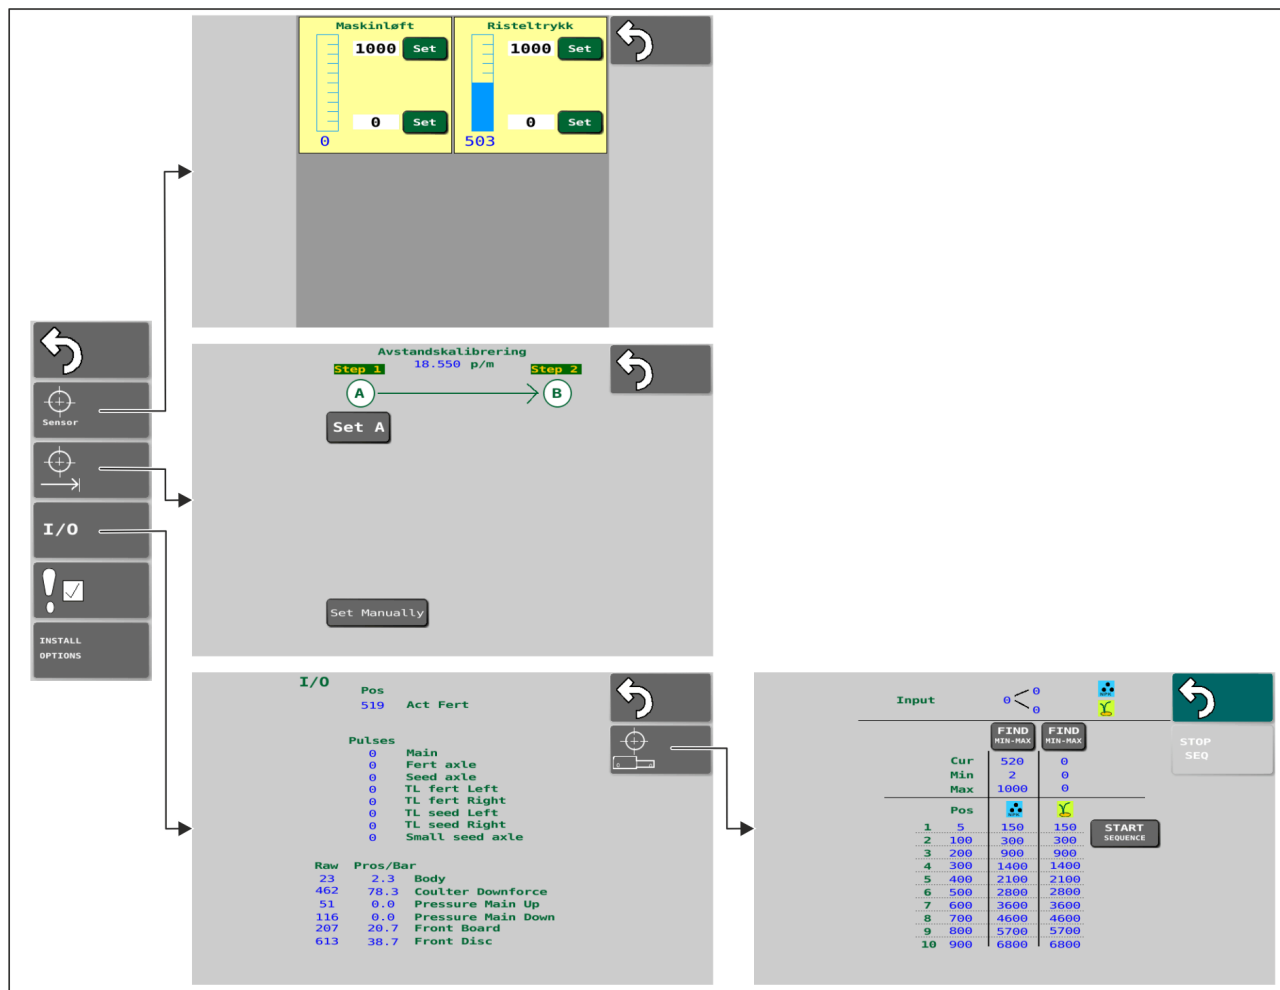 Maskinløft Risteltrykk
1000 Set 1000 Set
0 Set 0 Set
0 503
Sensor
I/O
INSTALL
OPTIONS
Avstandskalibrering
18.550 p/m
Step 1 Step 2
A B
Set A
Set Manually
I/O
Pos
519 Act Fert
Pulses
0 Main
0 Fert axle
0 Seed axle
0 TL fert Left
0 TL fert Right
0 TL seed Left
0 TL seed Right
0 Small seed axle
Raw Pros/Bar
23 2.3 Body
462 78.3 Coulter Downforce
51 0.0 Pressure Main Up
116 0.0 Pressure Main Down
207 20.7 Front Board
613 38.7 Front Disc
Input 0 0 NPK
0
FIND MIN-MAX FIND MIN-MAX
STOP
SEQ
Cur 520 0
Min 2 0
Max 1000 0
Pos NPK
1 5 150 150 START SEQUENCE
2 100 300 300
3 200 900 900
4 300 1400 1400
5 400 2100 2100
6 500 2800 2800
7 600 3600 3600
8 700 4600 4600
9 800 5700 5700
10 900 6800 6800